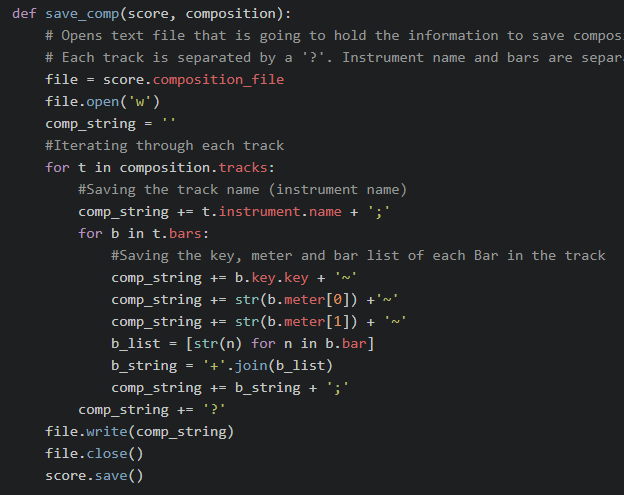 def save_comp(score, composition):
    # Opens text file that is going to hold the information to save compos
    # Each track is separated by a '?'. Instrument name and bars are separ
    file = score.composition_file
    file.open('w')
    comp_string = ''
    #Iterating through each track
    for t in composition.tracks:
        #Saving the track name (instrument name)
        comp_string += t.instrument.name + ';'
        for b in t.bars:
            #Saving the key, meter and bar list of each Bar in the track
            comp_string += b.key.key + '~'
            comp_string += str(b.meter[0]) +'~'
            comp_string += str(b.meter[1]) + '~'
            b_list = [str(n) for n in b.bar]
            b_string = '+'.join(b_list)
            comp_string += b_string + ';'
        comp_string += '?'
    file.write(comp_string)
    file.close()
    score.save()